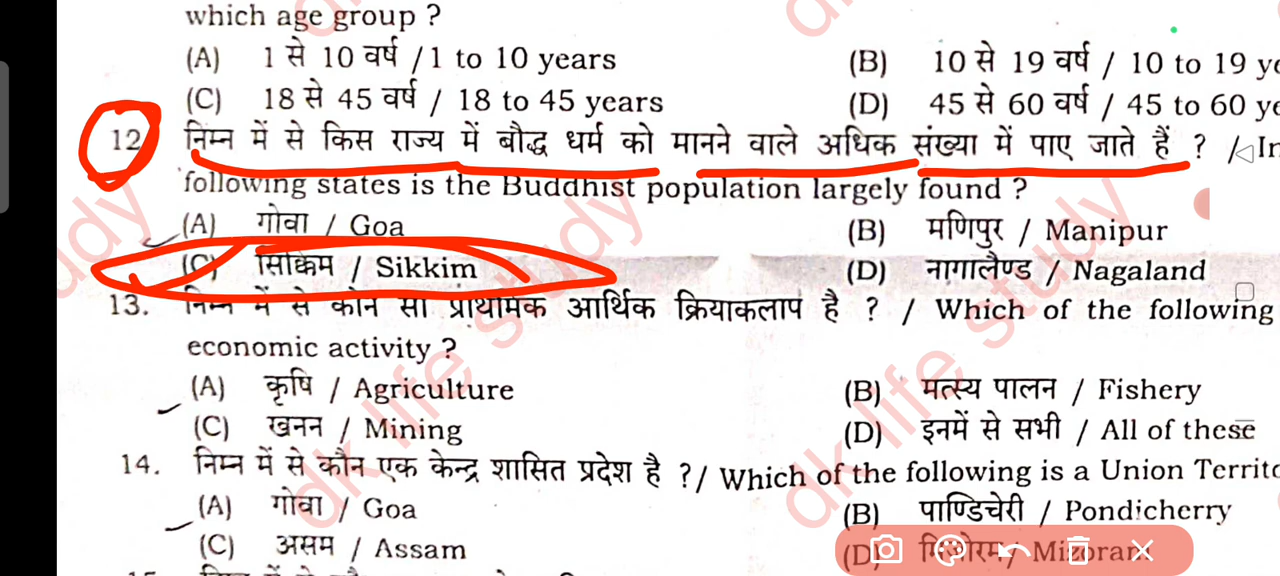 which age group ?
(A) 1 से 10 वर्ष / 1 to 10 years (B) 10 से 19 वर्ष / 10 to 19
(C) 18 से 45 वर्ष / 18 to 45 years (D) 45 से 60 वर्ष / 45 to 60
12 निम्न में से किस राज्य में बौद्ध धर्म को मानने वाले अधिक संख्या में पाए जाते हैं ? / In
following states is the Buddhist population largely found ?
(A) गोवा / Goa (B) मणिपुर / Manipur
(C) सिक्किम / Sikkim (D) नागालैण्ड / Nagaland
13. निम्न में से कौन सा प्राथमिक आर्थिक क्रियाकलाप है ? / Which of the following
economic activity ?
(A) कृषि / Agriculture (B) मत्स्य पालन / Fishery
(C) खनन / Mining (D) इनमें से सभी / All of these
14. निम्न में से कौन एक केन्द्र शासित प्रदेश है ? / Which of the following is a Union
(A) गोवा / Goa (B) पाण्डिचेरी / Pondicherry
(C) असम / Assam (D) मिजोरम / Mizoram
dk life study